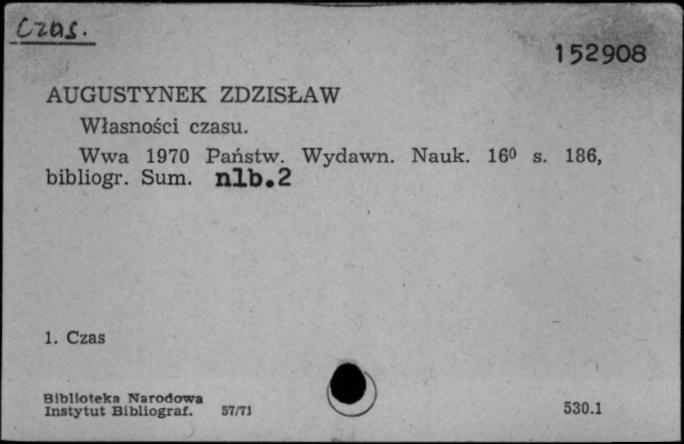 Czas.
152908
AUGUSTYNEK ZDZISŁAW
Własności czasu.
Wwa 1970 Państw. Wydawn. Nauk. 16⁰ s. 186,
bibliogr. Sum. nlb.2
1. Czas
Biblioteka Narodowa
Instytut Bibliograf. 57/71 530.1